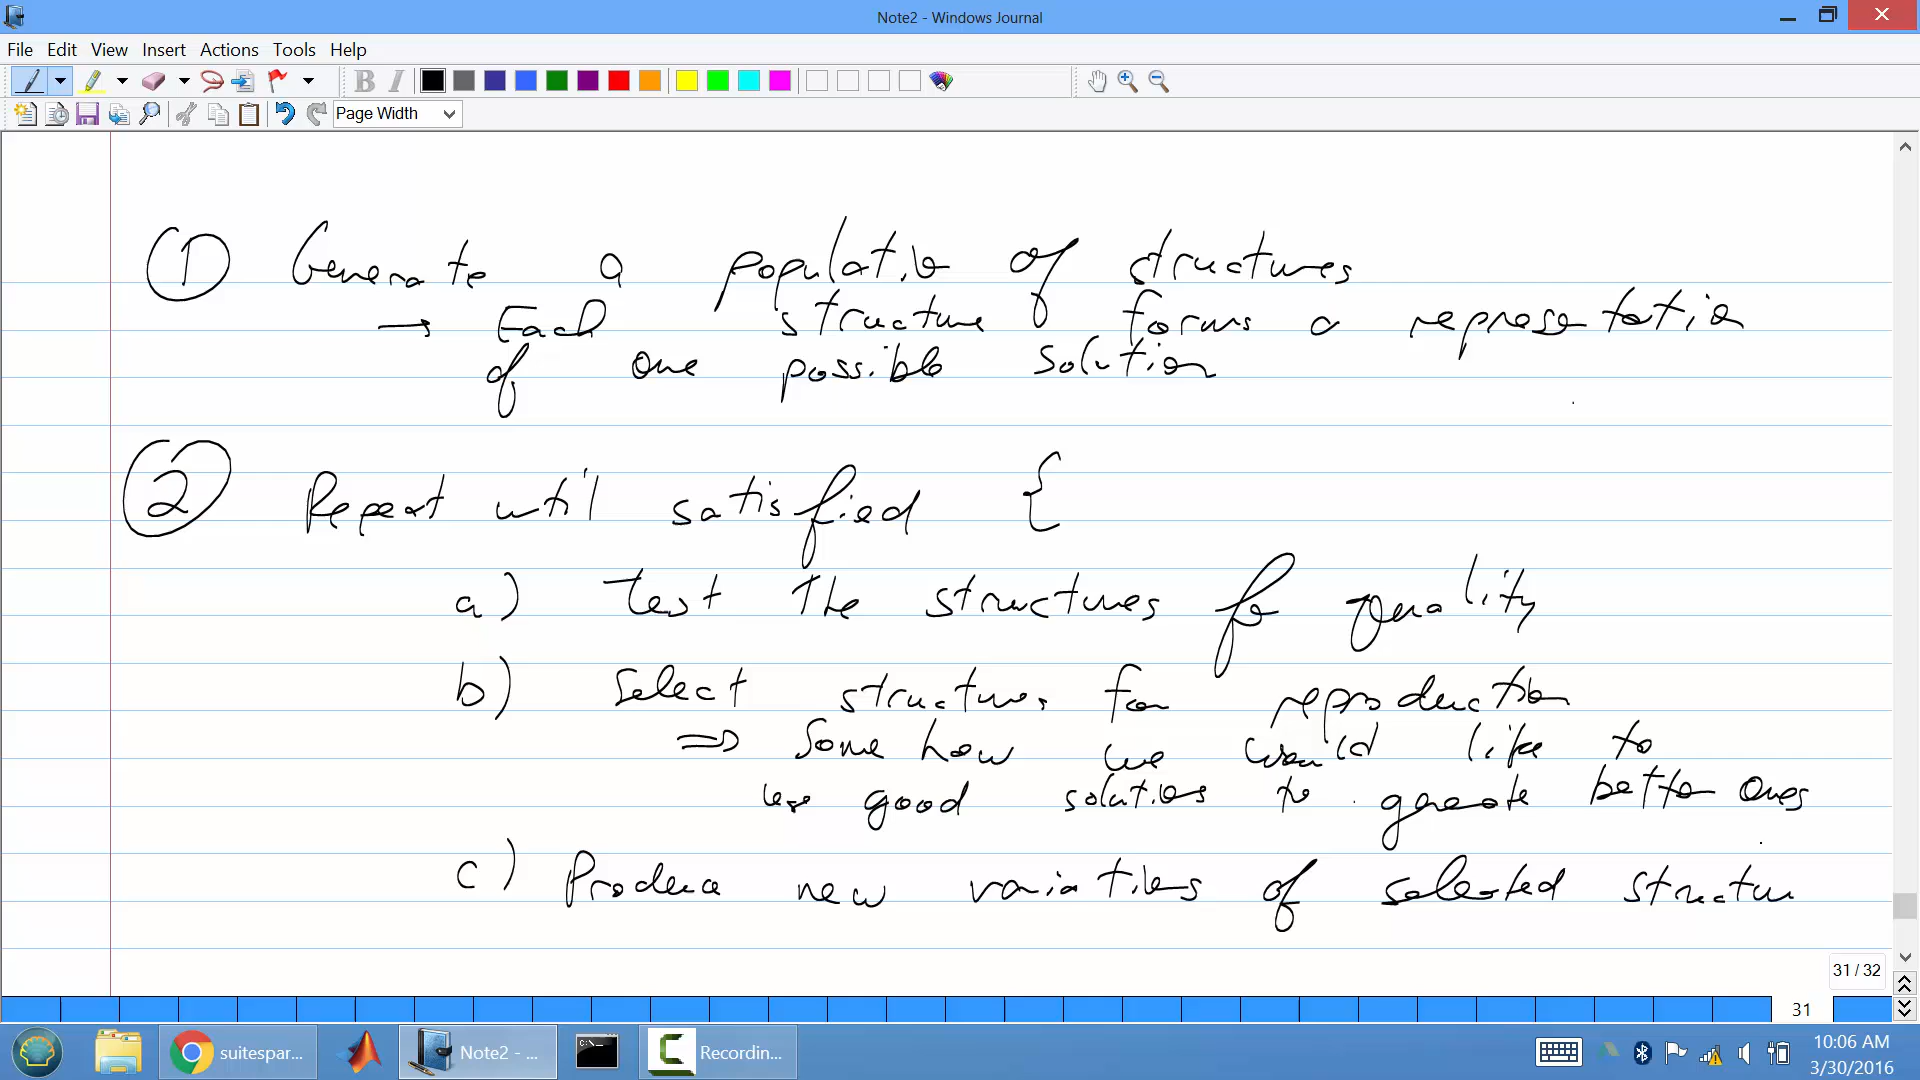 Note2 - Windows Journal
File Edit View Insert Actions Tools Help
B I
Page Width
① Generate a population of structures
→ Each structure forms a representation
of one possible solution
② Repeat until satisfied {
a) Test the structures for quality
b) Select structures for reproduction
⇒ Somehow we would like to
use good solutions to generate better ones
c) Produce new variations of selected structu
31 / 32
31
suitespar...
Note2 - ...
C:\_
Recordin...
10:06 AM
3/30/2016